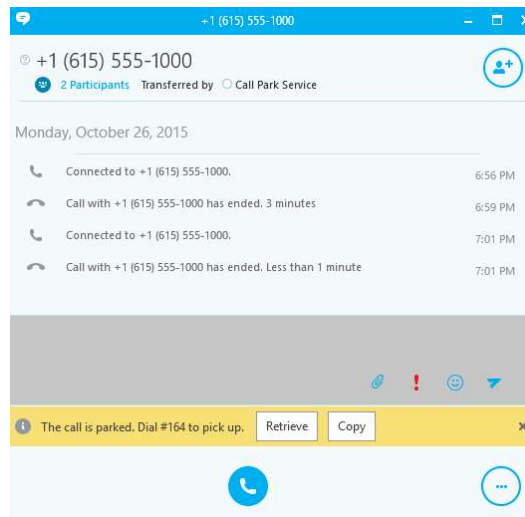 +1 (615) 555-1000
+1 (615) 555-1000
2 Participants Transferred by Call Park Service
Monday, October 26, 2015
Connected to +1 (615) 555-1000. 6:56 PM
Call with +1 (615) 555-1000 has ended. 3 minutes 6:59 PM
Connected to +1 (615) 555-1000. 7:01 PM
Call with +1 (615) 555-1000 has ended. Less than 1 minute 7:01 PM
The call is parked. Dial #164 to pick up. Retrieve Copy